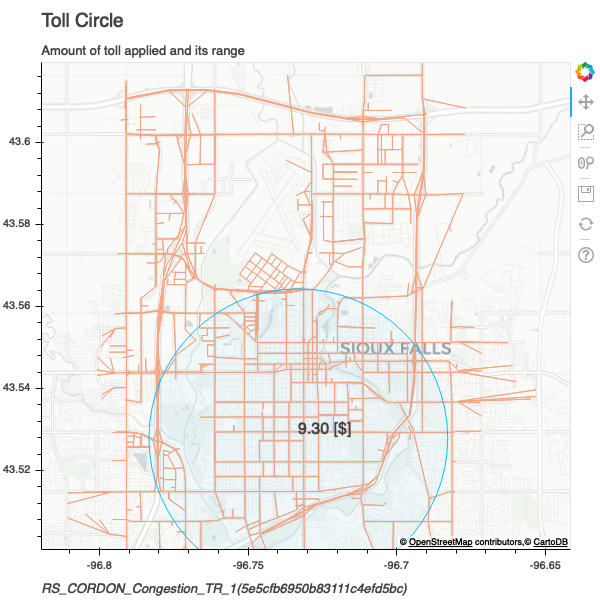 Toll Circle
Amount of toll applied and its range
43.6
43.58
43.56
SIOUX FALLS
43.54
9.30 [$]
43.52
© OpenStreetMap contributors,© CartoDB
-96.8
-96.75
-96.7
-96.65
RS_CORDON_Congestion_TR_1(5e5cfb6950b83111c4efd5bc)